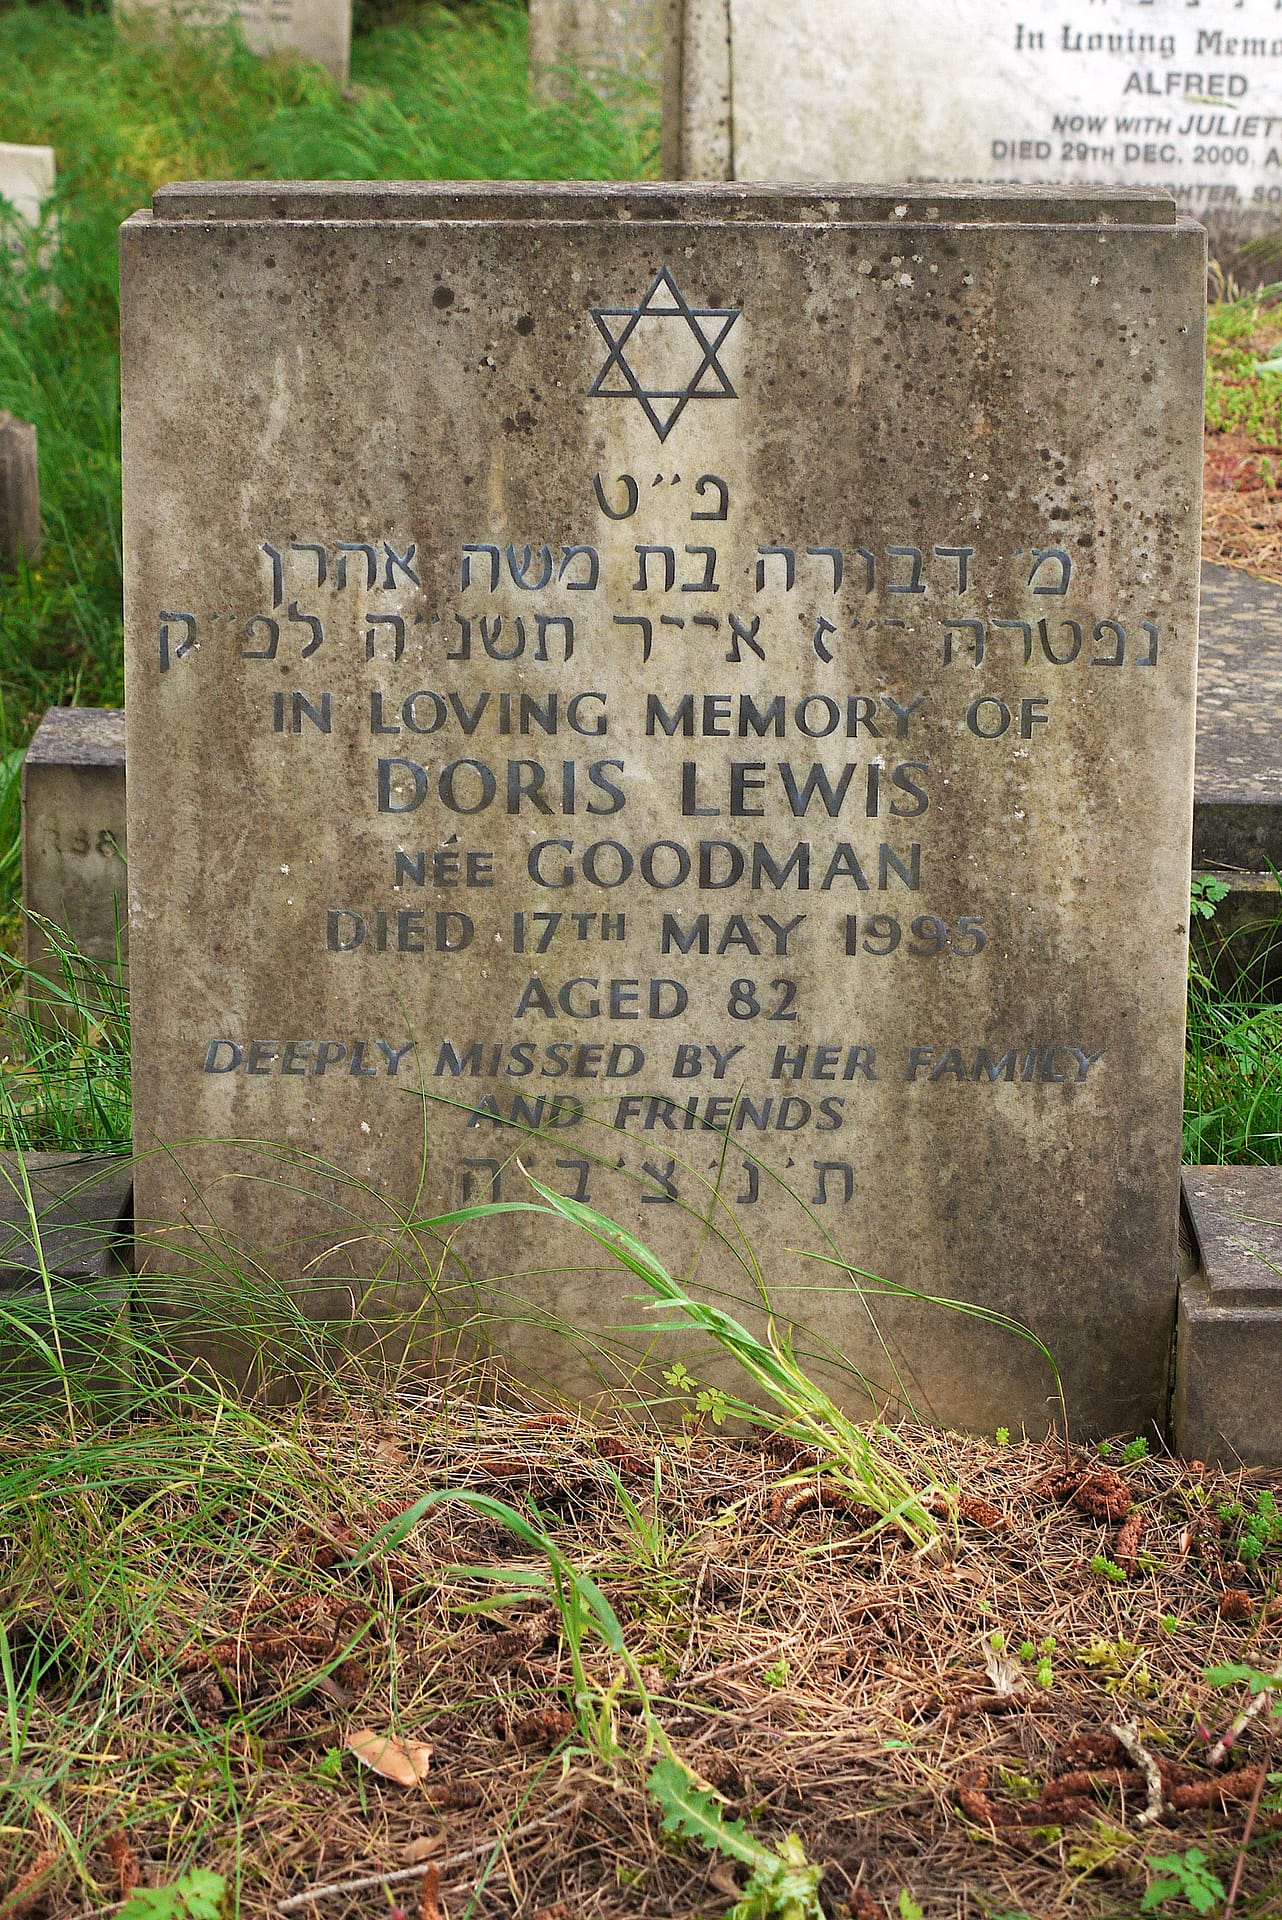 In Loving
ALFRED
NOW WITH JULIET
DIED 29TH DEC. 2000
פ״ט
מ׳ דבורה בת משה אהרן
נפטרה י״ז אייר תשנ״ה לפ״ק
IN LOVING MEMORY OF
DORIS LEWIS
NÉE GOODMAN
DIED 17TH MAY 1995
AGED 82
DEEPLY MISSED BY HER FAMILY
AND FRIENDS
ת׳ נ׳ צ׳ ב׳ ה